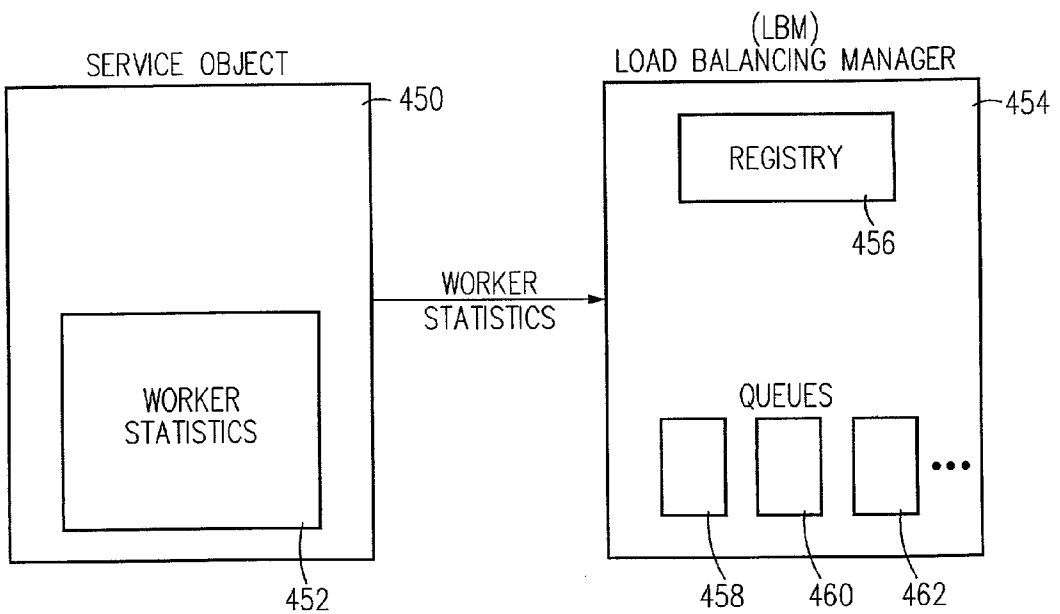 SERVICE OBJECT
450
WORKER
STATISTICS
452
WORKER
STATISTICS
(LBM)
LOAD BALANCING MANAGER
454
REGISTRY
456
QUEUES
458
460
462